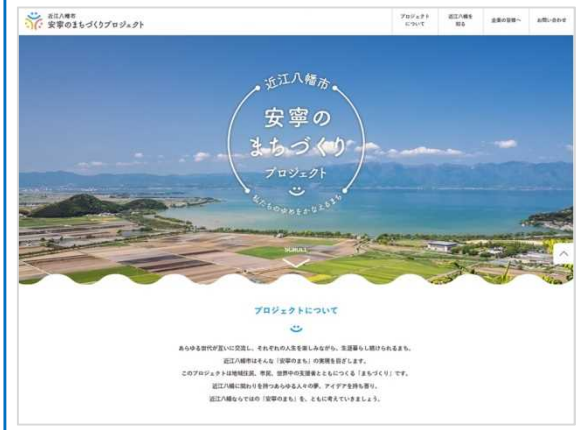 近江八幡市
安寧のまちづくりプロジェクト
プロジェクト
について
近江八幡を
知る
企業の皆様へ
お問い合わせ
近江八幡市
安寧の
まちづくり
プロジェクト
私たちのゆめをかなえるまち
SCROLL
プロジェクトについて
あらゆる世代が互いに交流し、それぞれの人生を楽しみながら、生涯暮らし続けられるまち。
近江八幡市はそんな「安寧のまち」の実現を目指します。
このプロジェクトは地域住民、市民、世界中の支援者とともにつくる「まちづくり」です。
近江八幡に関わりを持つあらゆる人々の夢、アイデアを持ち寄り、
近江八幡ならではの「安寧のまち」を、ともに考えていきましょう。